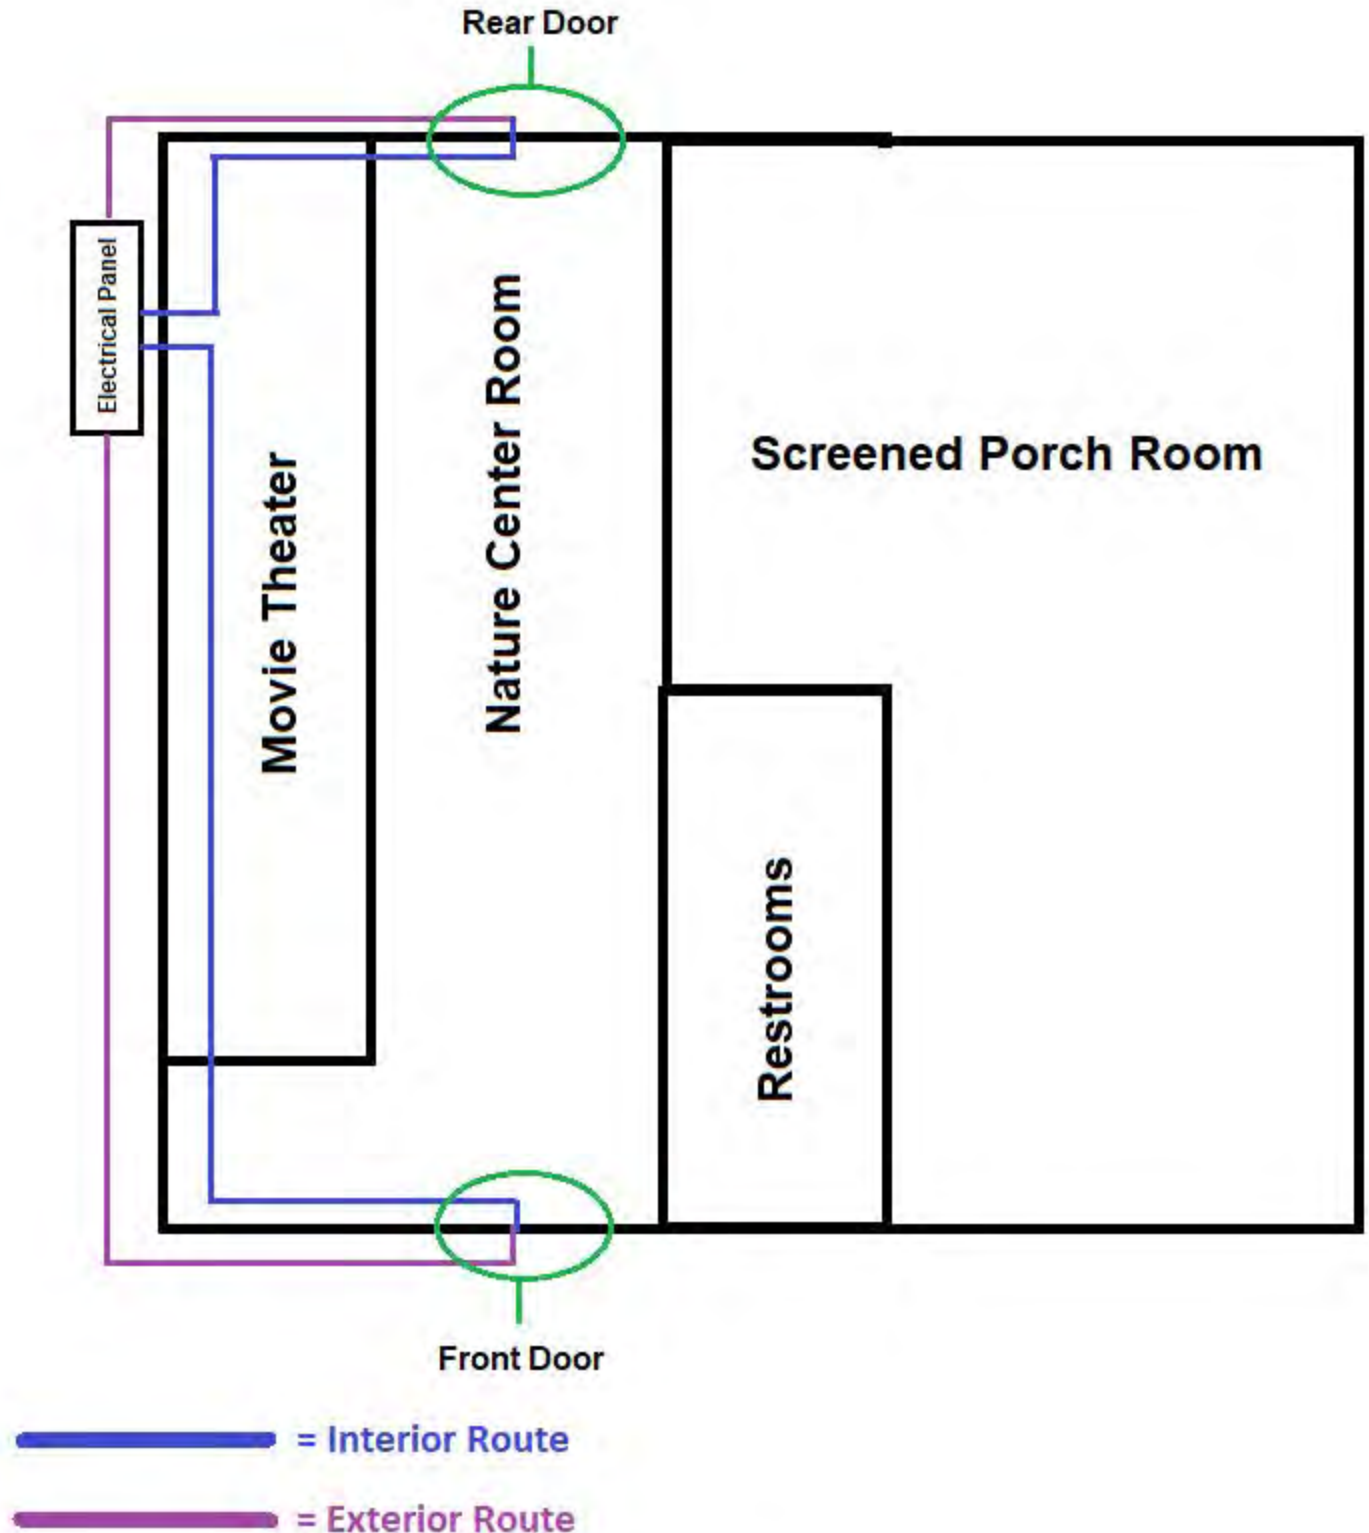 Rear Door
Electrical Panel
Movie Theater
Nature Center Room
Screened Porch Room
Restrooms
Front Door
= Interior Route
= Exterior Route